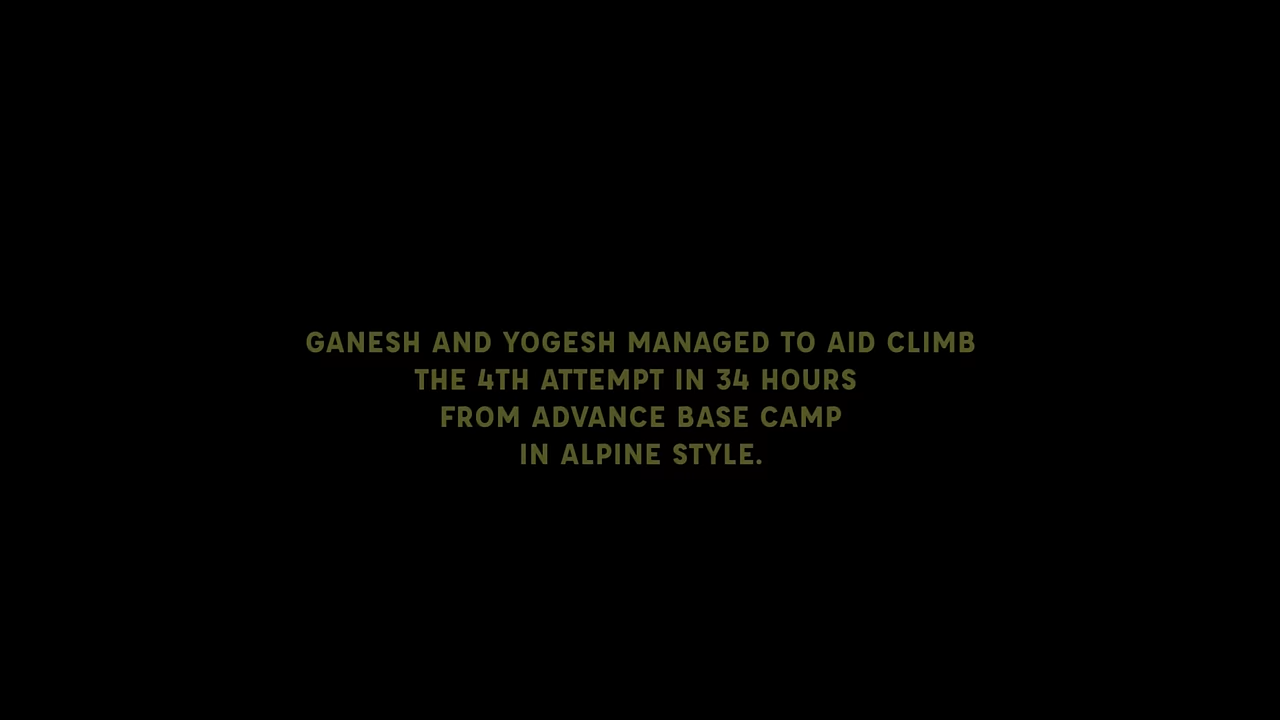 GANESH AND YOGESH MANAGED TO AID CLIMB
THE 4TH ATTEMPT IN 34 HOURS
FROM ADVANCE BASE CAMP
IN ALPINE STYLE.